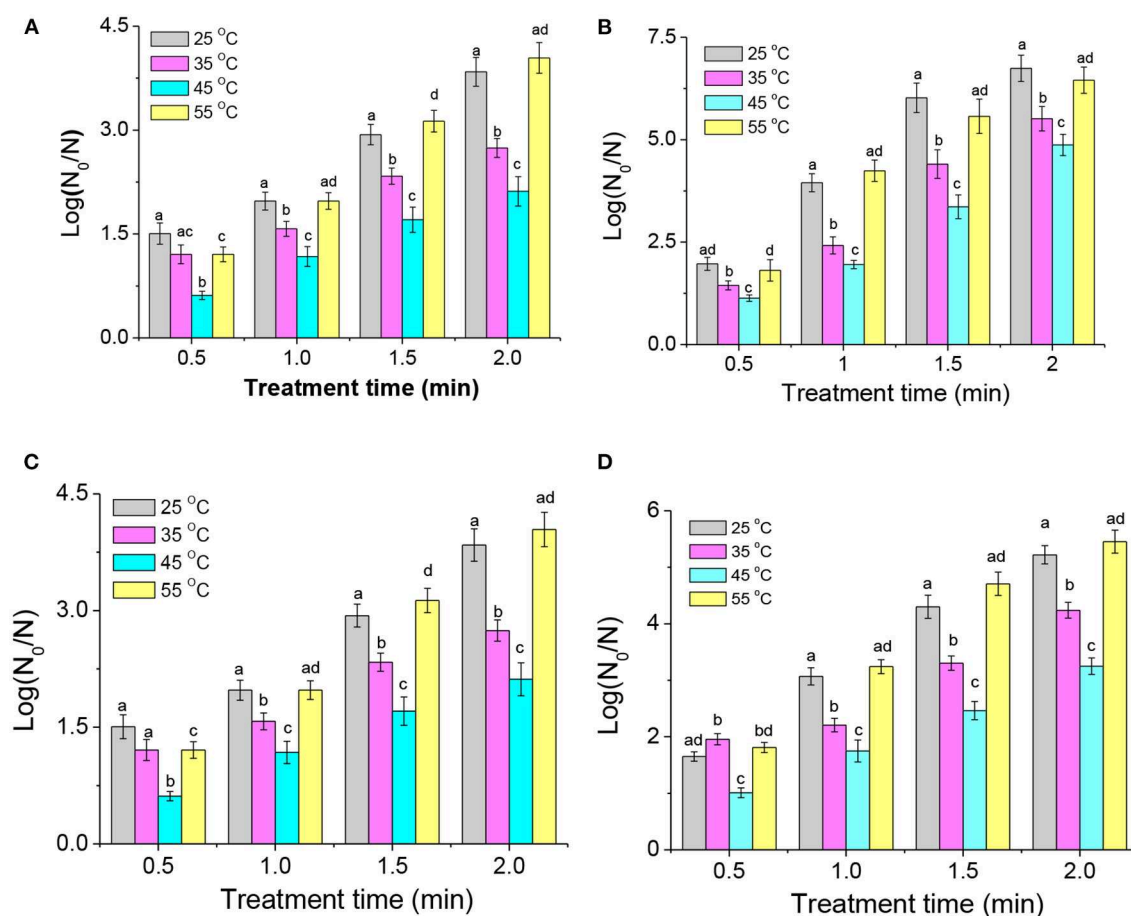 A
25 °C
35 °C
45 °C
55 °C
4.5
3.0
1.5
0.0
Log(N0/N)
a
ac
b
c
a
b
c
ad
a
b
c
d
a
b
c
ad
0.5
1.0
1.5
2.0
Treatment time (min)
B
25 °C
35 °C
45 °C
55 °C
7.5
5.0
2.5
0.0
Log(N0/N)
ad
b
c
d
a
b
c
ad
a
b
c
ad
a
b
c
ad
0.5
1
1.5
2
Treatment time (min)
C
25 °C
35 °C
45 °C
55 °C
4.5
3.0
1.5
0.0
Log(N0/N)
a
a
b
c
a
b
c
ad
a
b
c
d
a
b
c
ad
0.5
1.0
1.5
2.0
Treatment time (min)
D
25 °C
35 °C
45 °C
55 °C
6
4
2
0
Log(N0/N)
ad
b
c
bd
a
b
c
ad
a
b
c
ad
a
b
c
ad
0.5
1.0
1.5
2.0
Treatment time (min)